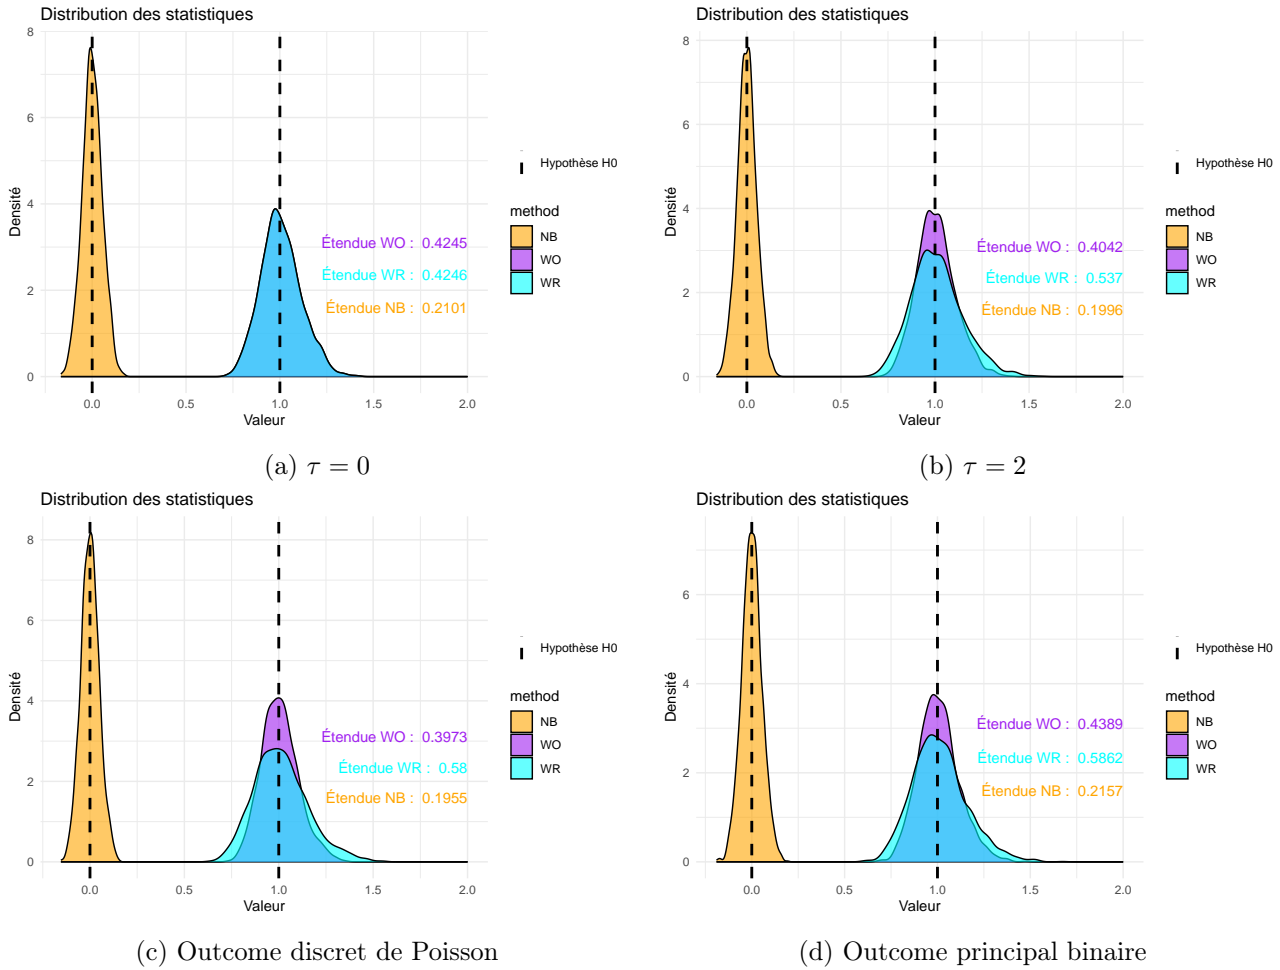 Distribution des statistiques
8
6
4
2
0
Densité
Étendue WO : 0.4245
Étendue WR : 0.4246
Étendue NB : 0.2101
0.0 0.5 1.0 1.5 2.0
Valeur
Hypothèse H0
method
NB
WO
WR
(a) τ = 0
Distribution des statistiques
8
6
4
2
0
Densité
Étendue WO : 0.4042
Étendue WR : 0.537
Étendue NB : 0.1996
0.0 0.5 1.0 1.5 2.0
Valeur
Hypothèse H0
method
NB
WO
WR
(b) τ = 2
Distribution des statistiques
8
6
4
2
0
Densité
Étendue WO : 0.3973
Étendue WR : 0.58
Étendue NB : 0.1955
0.0 0.5 1.0 1.5 2.0
Valeur
Hypothèse H0
method
NB
WO
WR
(c) Outcome discret de Poisson
Distribution des statistiques
6
4
2
0
Densité
Étendue WO : 0.4389
Étendue WR : 0.5862
Étendue NB : 0.2157
0.0 0.5 1.0 1.5 2.0
Valeur
Hypothèse H0
method
NB
WO
WR
(d) Outcome principal binaire